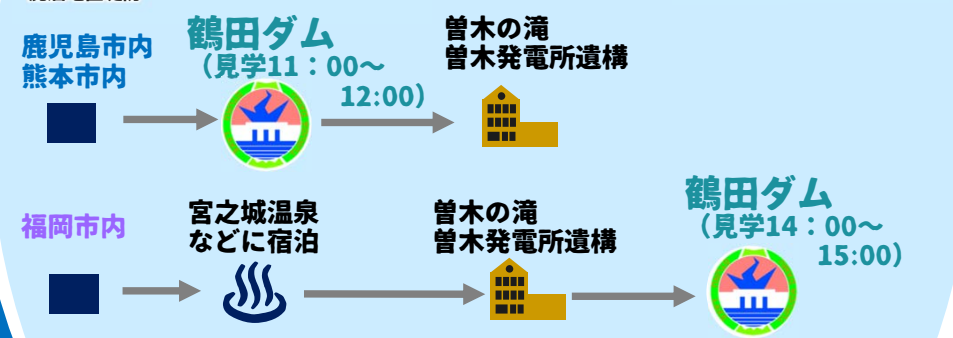 鹿児島市内
熊本市内
鶴田ダム
（見学11：00～
12:00）
曽木の滝
曽木発電所遺構
福岡市内
宮之城温泉
などに宿泊
曽木の滝
曽木発電所遺構
鶴田ダム
（見学14：00～
15:00）